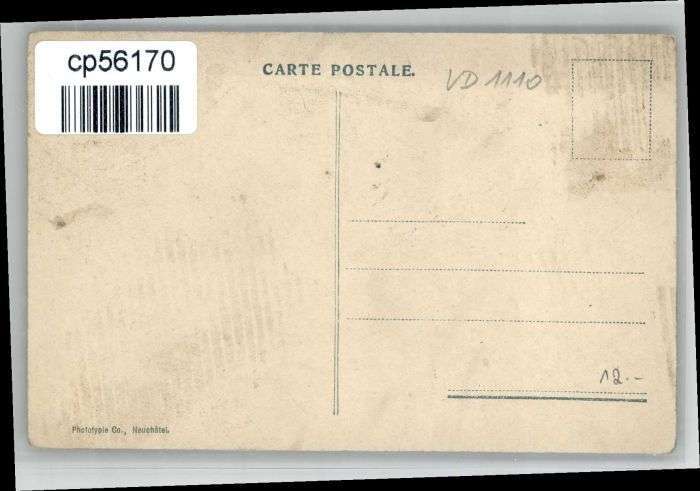 cp56170
CARTE POSTALE.
VD 1110
12.-
Phototypie Co., Neuchâtel.